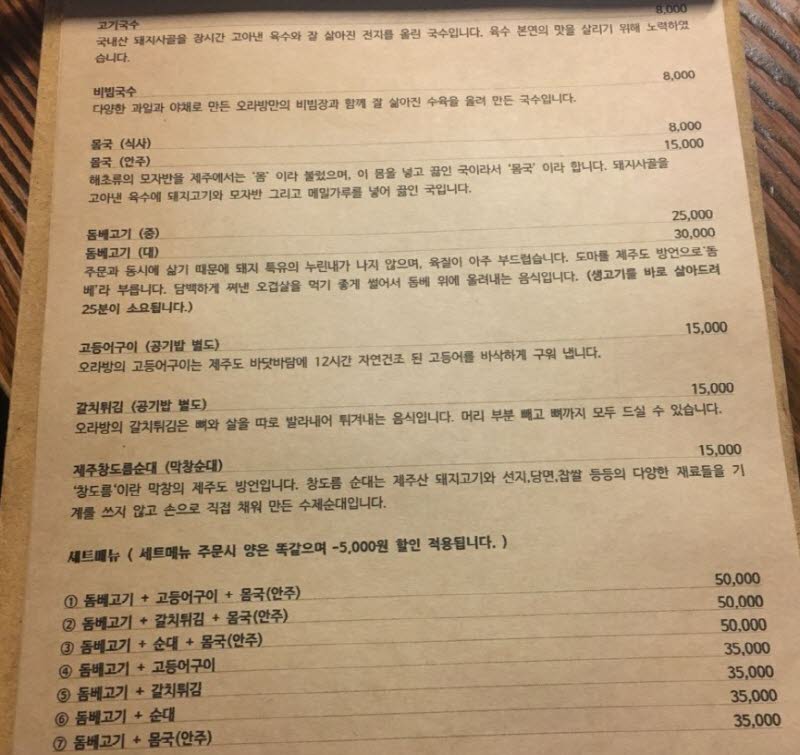 고기국수 8,000
국내산 돼지사골을 장시간 고아낸 육수와 잘 삶아진 전지를 올린 국수입니다. 육수 본연의 맛을 살리기 위해 노력하였
습니다.
비빔국수 8,000
다양한 과일과 야채로 만든 오라방만의 비빔장과 함께 잘 삶아진 수육을 올려 만든 국수입니다.
몸국 (식사) 8,000
몸국 (안주) 15,000
해초류의 모자반을 제주에서는 '몸' 이라 불렀으며, 이 몸을 넣고 끓인 국이라서 '몸국' 이라 합니다. 돼지사골을
고아낸 육수에 돼지고기와 모자반 그리고 메밀가루를 넣어 끓인 국입니다.
돔베고기 (중) 25,000
돔베고기 (대) 30,000
주문과 동시에 삶기 때문에 돼지 특유의 누린내가 나지 않으며, 육질이 아주 부드럽습니다. 도마를 제주도 방언으로'돔
베'라 부릅니다. 담백하게 쪄낸 오겹살을 먹기 좋게 썰어서 돔베 위에 올려내는 음식입니다. (생고기를 바로 삶아드려
25분이 소요됩니다.)
고등어구이 (공기밥 별도) 15,000
오라방의 고등어구이는 제주도 바닷바람에 12시간 자연건조 된 고등어를 바삭하게 구워 냅니다.
갈치튀김 (공기밥 별도) 15,000
오라방의 갈치튀김은 뼈와 살을 따로 발라내어 튀겨내는 음식입니다. 머리 부분 빼고 뼈까지 모두 드실 수 있습니다.
제주창도름순대 (막창순대) 15,000
'창도름'이란 막창의 제주도 방언입니다. 창도름 순대는 제주산 돼지고기와 선지,당면,찹쌀 등등의 다양한 재료들을 기
계를 쓰지 않고 손으로 직접 채워 만든 수제순대입니다.
세트메뉴 ( 세트메뉴 주문시 양은 똑같으며 -5,000원 할인 적용됩니다. )
① 돔베고기 + 고등어구이 + 몸국(안주) 50,000
② 돔베고기 + 갈치튀김 + 몸국(안주) 50,000
③ 돔베고기 + 순대 + 몸국(안주) 50,000
④ 돔베고기 + 고등어구이 35,000
⑤ 돔베고기 + 갈치튀김 35,000
⑥ 돔베고기 + 순대 35,000
⑦ 돔베고기 + 몸국(안주) 35,000